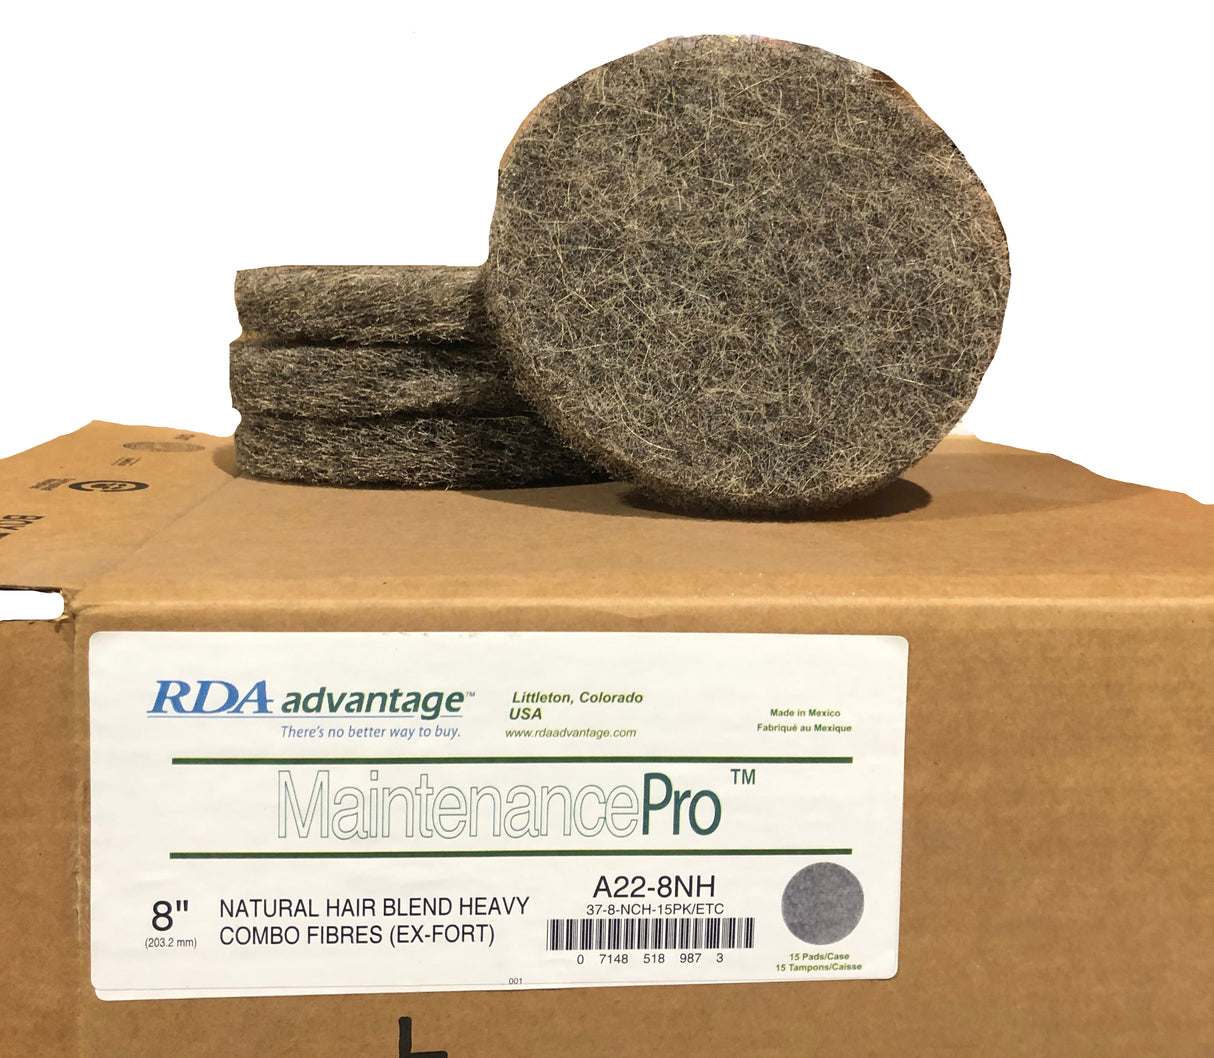 RDA advantage™
There's no better way to buy.
Littleton, Colorado
USA
www.rdaadvantage.com
Made in Mexico
Fabriqué au Mexique
MaintenancePro™
8"
(203.2 mm)
NATURAL HAIR BLEND HEAVY
COMBO FIBRES (EX-FORT)
A22-8NH
37-8-NCH-15PK/ETC
0 7148 518 987 3
15 Pads/Case
15 Tampons/Caisse
001